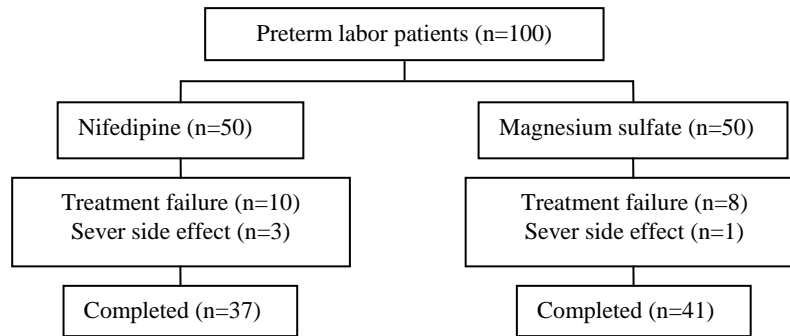 Preterm labor patients (n=100)
Nifedipine (n=50)
Magnesium sulfate (n=50)
Treatment failure (n=10)
Sever side effect (n=3)
Treatment failure (n=8)
Sever side effect (n=1)
Completed (n=37)
Completed (n=41)